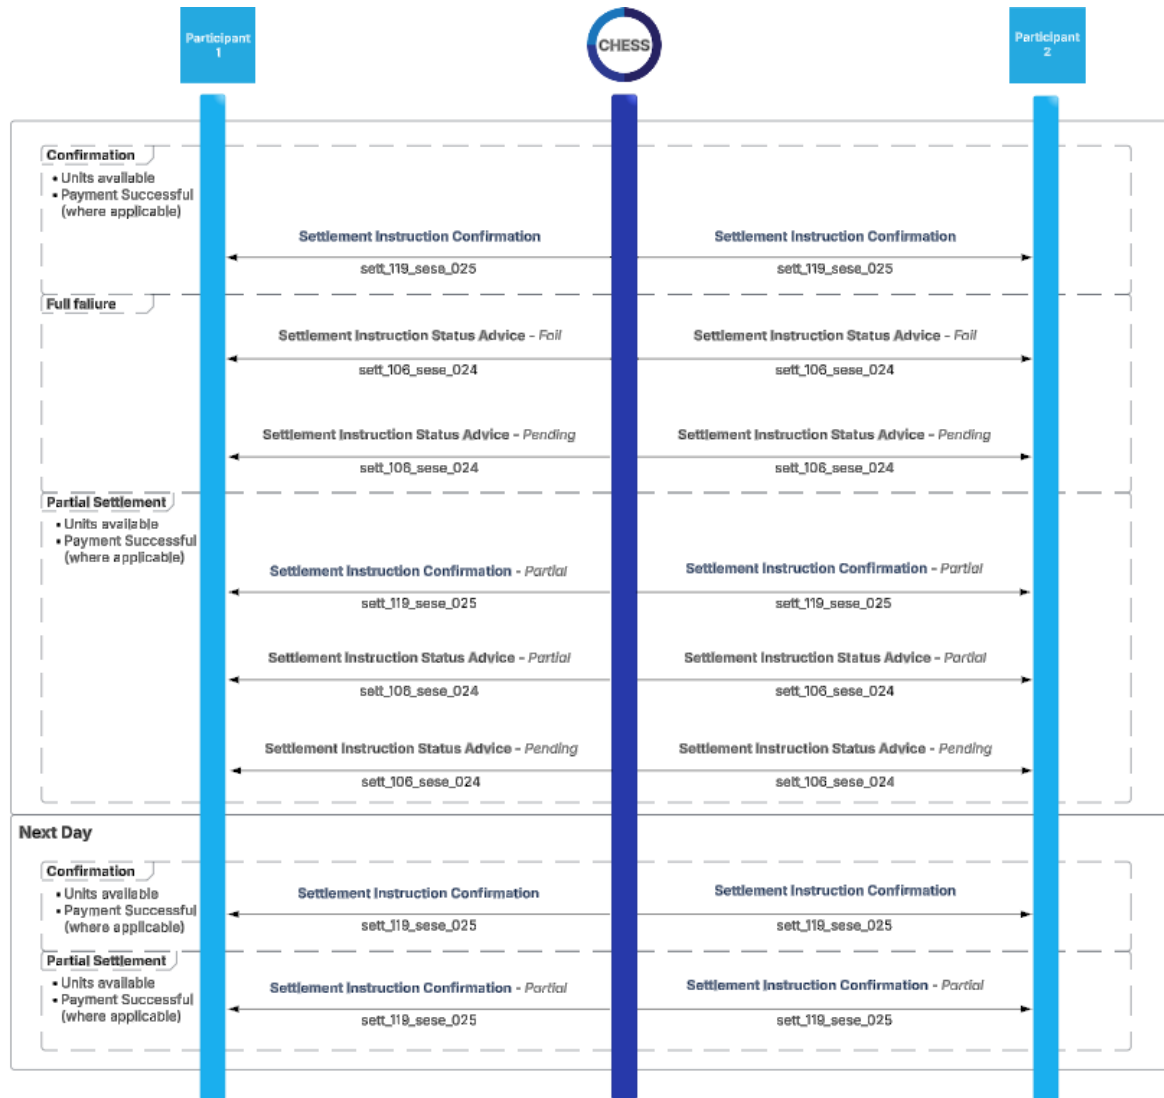 Participant
1
CHESS
Participant
2
Confirmation
• Units available
• Payment Successful
(where applicable)
Settlement Instruction Confirmation
Settlement Instruction Confirmation
sett_119_sese_025
sett_119_sese_025
Full faliure
Settlement Instruction Status Advice - Fail
Settlement Instruction Status Advice - Fail
sett_106_sese_024
sett_106_sese_024
Settlement Instruction Status Advice - Pending
Settlement Instruction Status Advice - Pending
sett_106_sese_024
sett_106_sese_024
Partial Settlement
• Units available
• Payment Successful
(where applicable)
Settlement Instruction Confirmation - Partial
Settlement Instruction Confirmation - Partial
sett_119_sese_025
sett_119_sese_025
Settlement Instruction Status Advice - Partial
Settlement Instruction Status Advice - Partial
sett_106_sese_024
sett_106_sese_024
Settlement Instruction Status Advice - Pending
Settlement Instruction Status Advice - Pending
sett_106_sese_024
sett_106_sese_024
Next Day
Confirmation
• Units available
• Payment Successful
(where applicable)
Settlement Instruction Confirmation
Settlement Instruction Confirmation
sett_119_sese_025
sett_119_sese_025
Partial Settlement
• Units available
• Payment Successful
(where applicable)
Settlement Instruction Confirmation - Partial
Settlement Instruction Confirmation - Partial
sett_119_sese_025
sett_119_sese_025